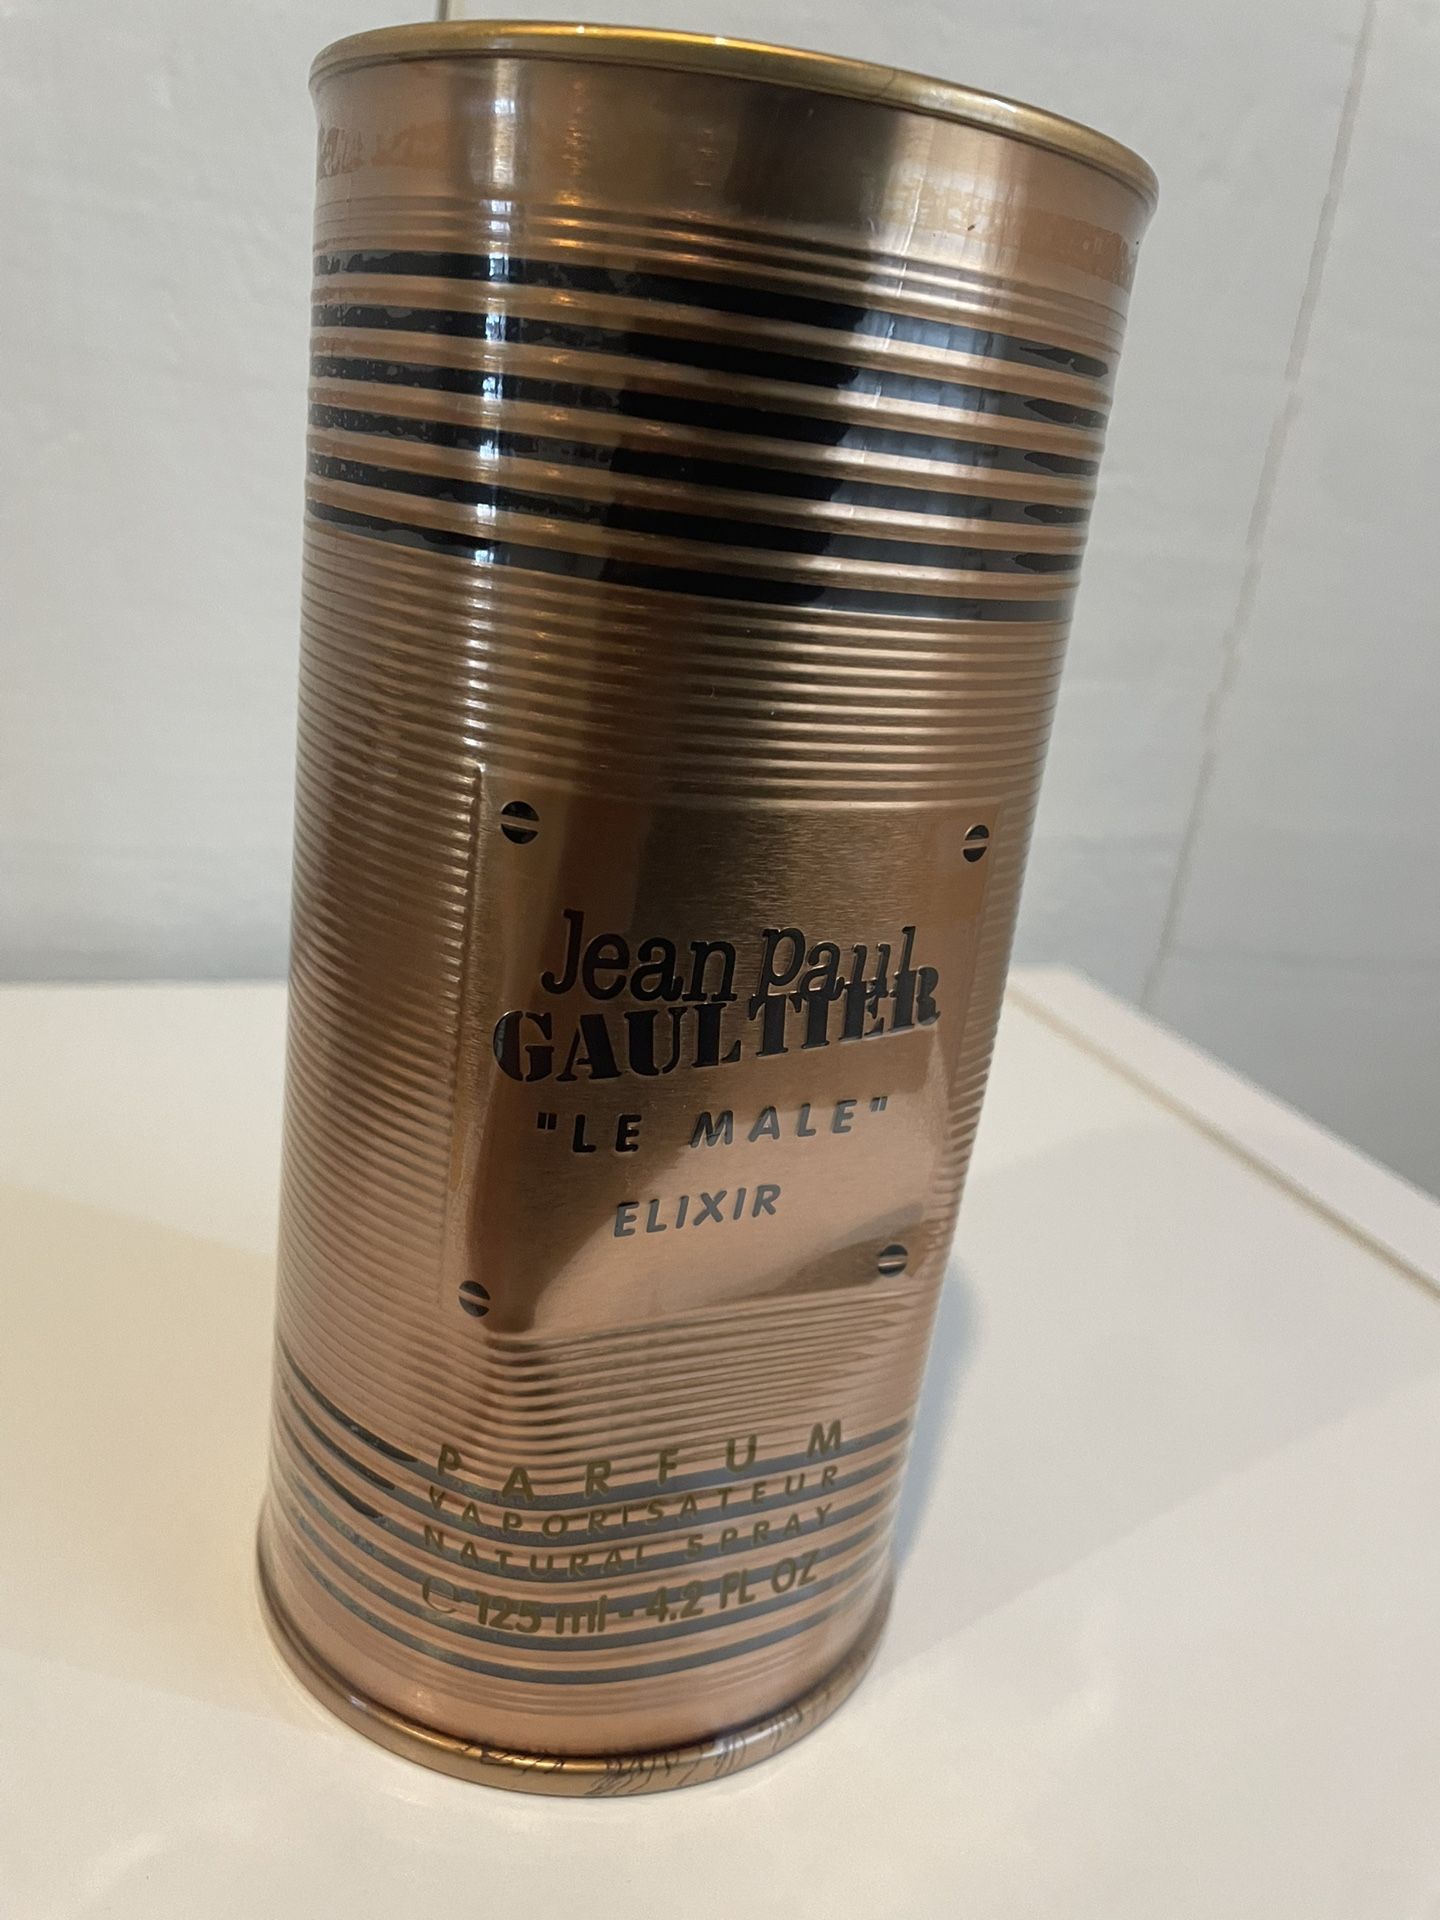 Jean Paul
GAULTIER
"LE MALE"
ELIXIR
PARFUM
VAPORISATEUR
NATURAL SPRAY
℮ 125 ml - 4.2 FL OZ